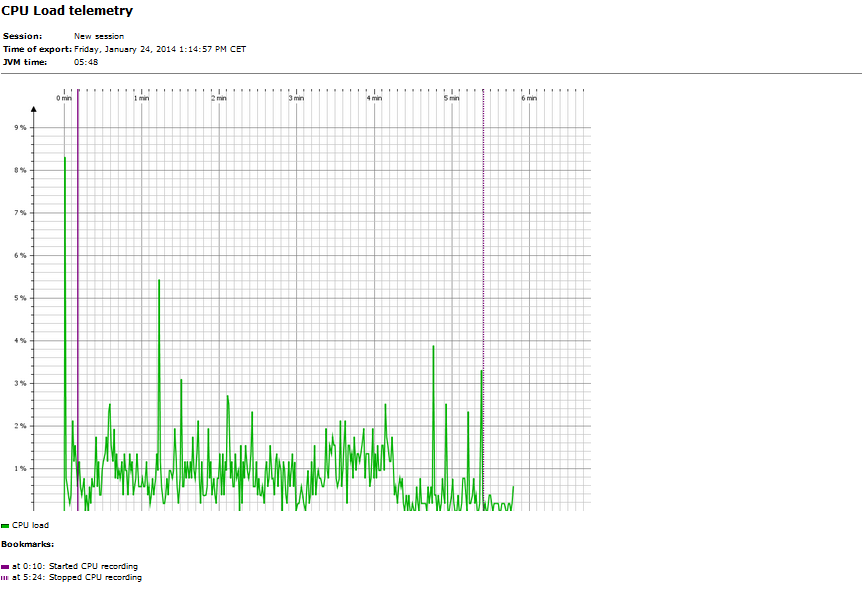 CPU Load telemetry
Session: New session
Time of export: Friday, January 24, 2014 1:14:57 PM CET
JVM time: 05:48
0 min 1 min 2 min 3 min 4 min 5 min 6 min
9 %
8 %
7 %
6 %
5 %
4 %
3 %
2 %
1 %
CPU load
Bookmarks:
at 0:10: Started CPU recording
at 5:24: Stopped CPU recording